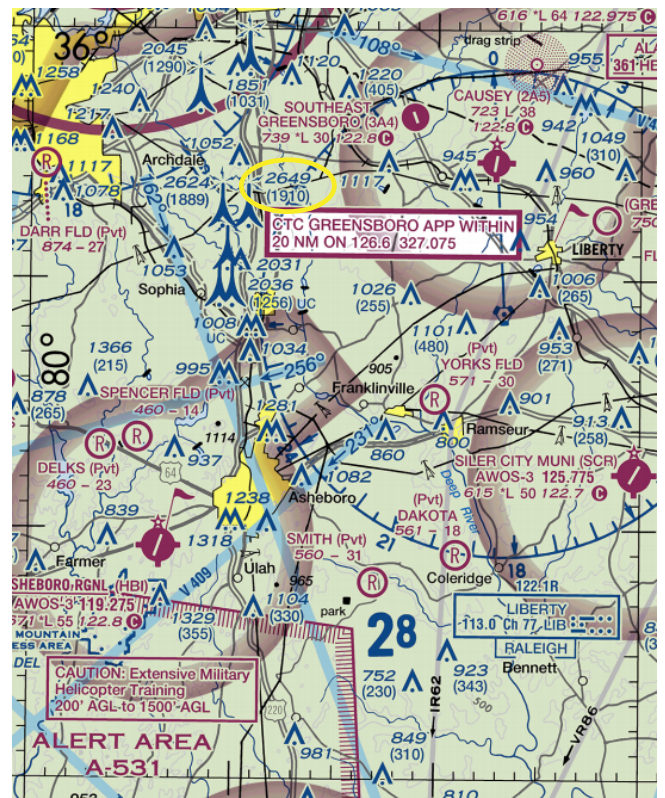 616 *L 64 122.975 C
36°
2045
(1290)
108°
drag strip
0
955
361
1258
1120
851
(1031)
1220
(405)
CAUSEY (2A5)
723 L 38
122.8 C
3
1240
SOUTHEAST
GREENSBORO (3A4)
739 *L 30 122.8 C
942
1049
(310)
1217
1168
1052
R
1117
Archdale
945
1078
2624
(1889)
2649
(1910)
1117
960
18
62°
DARR FLD (Pvt)
874 - 27
CTC GREENSBORO APP WITHIN
20 NM ON 126.6 327.075
954
LIBERTY
1053
2031
Sophia
2036
(1256) UC
1026
(255)
1006
(265)
1008
UC
1101
(480)
953
(271)
80°
1366
(215)
1034
256°
905
(Pvt)
YORKS FLD
571 - 30
995
878
(265)
SPENCER FLD (Pvt)
460 - 14
Franklinville
R
901
1281
R
R
1114
231°
Ramseur
913
(258)
937
860
800
DELKS (Pvt)
460 - 23
64
1082
SILER CITY MUNI (SCR)
AWOS-3 125.775
615 *L 50 122.7 C
Asheboro
Deep River
1238
(Pvt)
DAKOTA
561 - 18
839
1318
SMITH (Pvt)
560 - 31
21
R
Farmer
Ulah
965
R
Coleridge
18
V 409
122.1R
SHEBORO RGNL (HBI)
AWOS-3 119.275
671 *L 55 122.8 C
1329
(355)
1104
(330)
park
LIBERTY
113.0 Ch 77 LIB
RALEIGH
MOUNTAIN
28
Bennett
CAUTION: Extensive Military
Helicopter Training
200' AGL to 1500' AGL
752
(230)
923
(343)
500
220
IR62
VR86
ALERT AREA
A-531
981
849
(310)
810